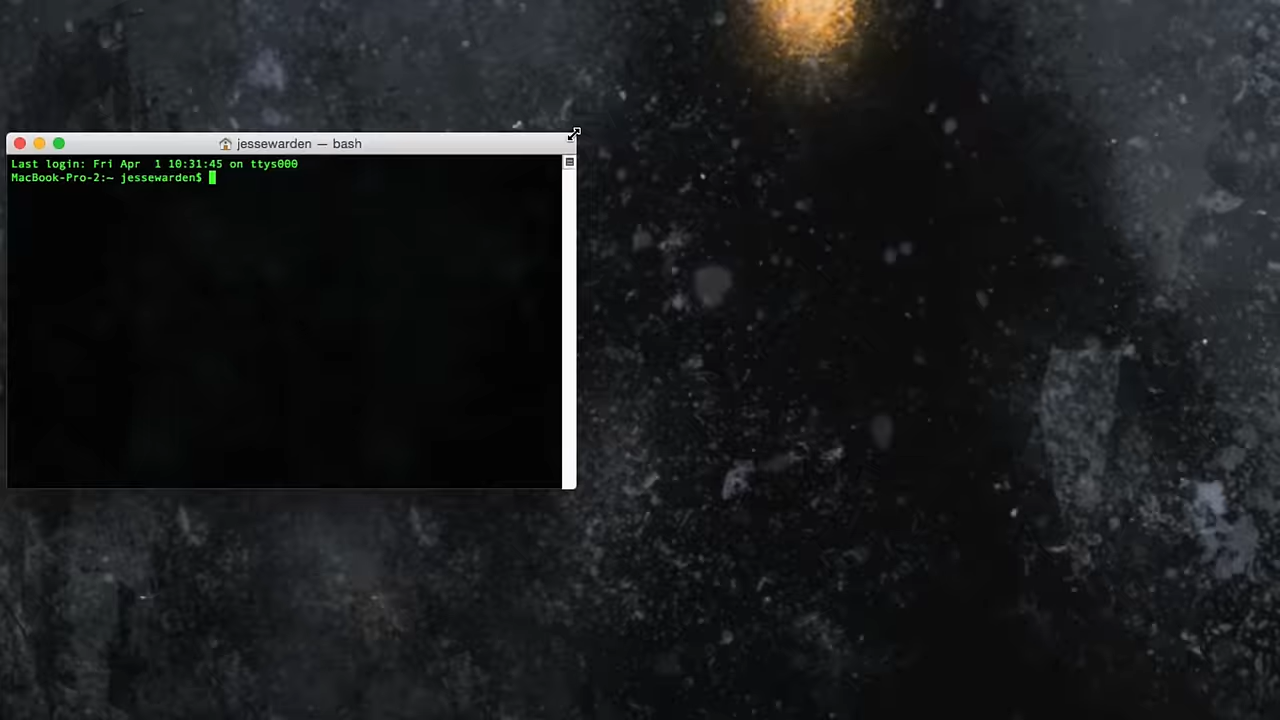 jessewarden — bash
Last login: Fri Apr  1 10:31:45 on ttys000
MacBook-Pro-2:~ jessewarden$